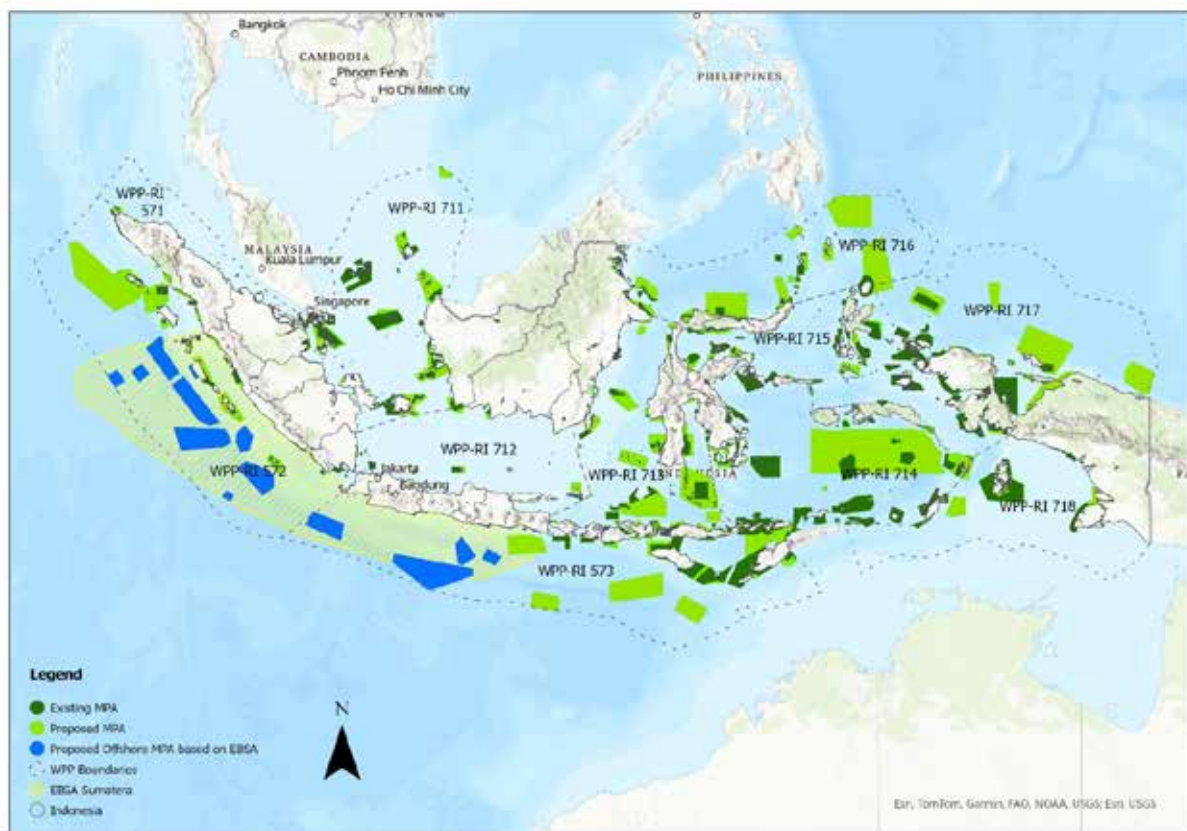 VIETNAM
Bangkok
CAMBODIA
Phnom Penh
Ho Chi Minh City
PHILIPPINES
WPP-RI
571
WPP-RI 711
MALAYSIA
Kuala Lumpur
WPP-RI 716
Singapore
WPP-RI 717
WPP-RI 715
WPP-RI 712
WPP-RI 572
Jakarta
Bandung
WPP-RI 713
INDONESIA
WPP-RI 714
WPP-RI 718
WPP-RI 573
Legend
Existing MPA
Proposed MPA
Proposed Offshore MPA based on EBSA
WPP Boundaries
EBSA Sumatera
Indonesia
N
Esri, TomTom, Garmin, FAO, NOAA, USGS; Esri, USGS